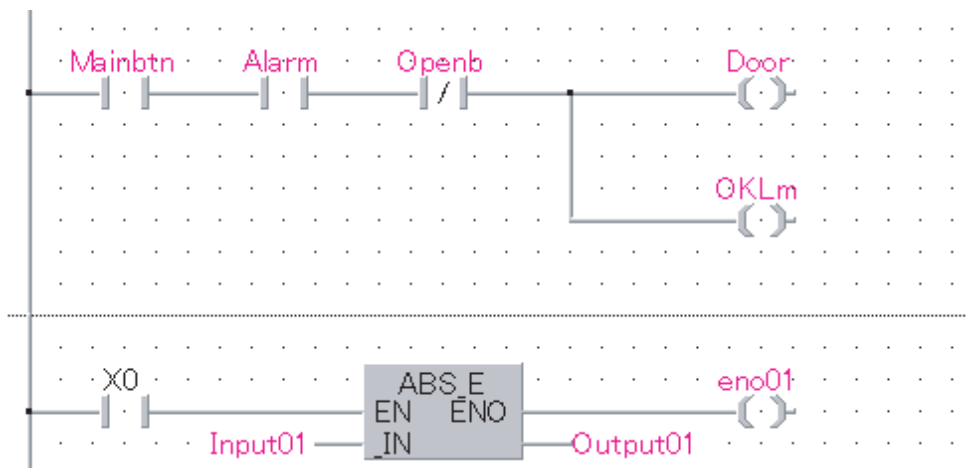 Mainbtn Alarm Openb Door
OKLm
X0 ABS_E eno01
EN ENO
Input01 _IN Output01